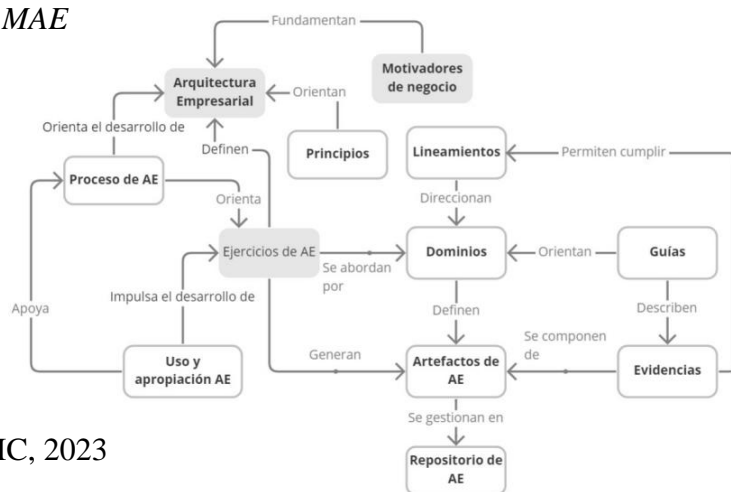 MAE
Fundamentan
Arquitectura
Empresarial
Motivadores
de negocio
Orientan
Orienta el desarrollo de
Definen
Principios
Lineamientos
Permiten cumplir
Proceso de AE
Orienta
Direccionan
Ejercicios de AE
Se abordan
por
Dominios
Orientan
Guías
Impulsa el desarrollo de
Apoya
Definen
Describen
Uso y
apropiación AE
Generan
Artefactos de
AE
Se componen
de
Evidencias
Se gestionan en
Repositorio de
AE
IC, 2023